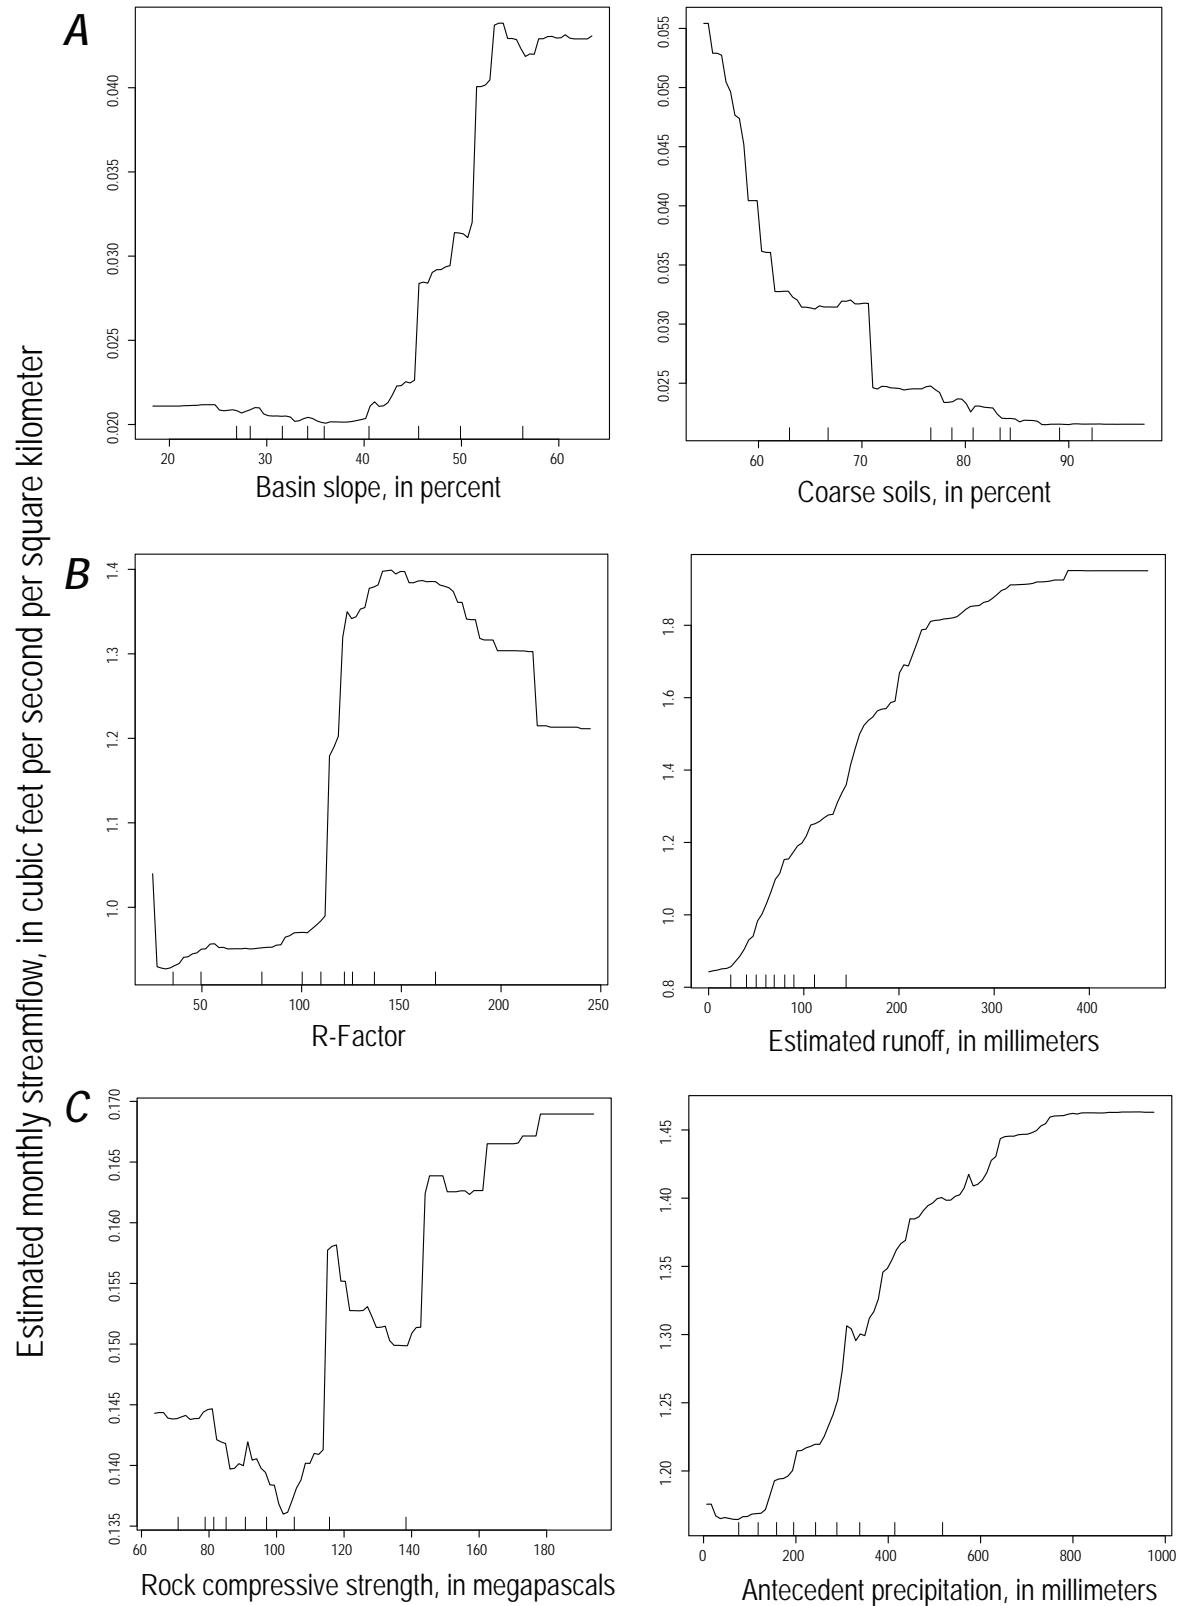 Estimated monthly streamflow, in cubic feet per second per square kilometer
A
0.040
0.035
0.030
0.025
0.020
20 30 40 50 60
Basin slope, in percent
0.055
0.050
0.045
0.040
0.035
0.030
0.025
60 70 80 90
Coarse soils, in percent
B
1.4
1.3
1.2
1.1
1.0
50 100 150 200 250
R-Factor
1.8
1.6
1.4
1.2
1.0
0.8
0 100 200 300 400
Estimated runoff, in millimeters
C
0.170
0.165
0.160
0.155
0.150
0.145
0.140
0.135
60 80 100 120 140 160 180
Rock compressive strength, in megapascals
1.45
1.40
1.35
1.30
1.25
1.20
0 200 400 600 800 1000
Antecedent precipitation, in millimeters